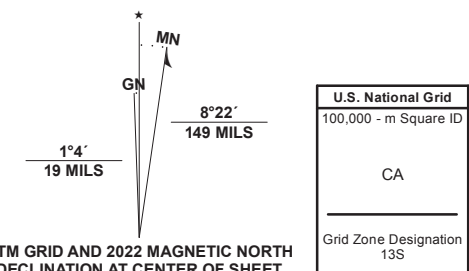 MN
GN
8°22´
149 MILS
1°4´
19 MILS
TM GRID AND 2022 MAGNETIC NORTH
DECLINATION AT CENTER OF SHEET
U.S. National Grid
100,000 - m Square ID
CA
Grid Zone Designation
13S